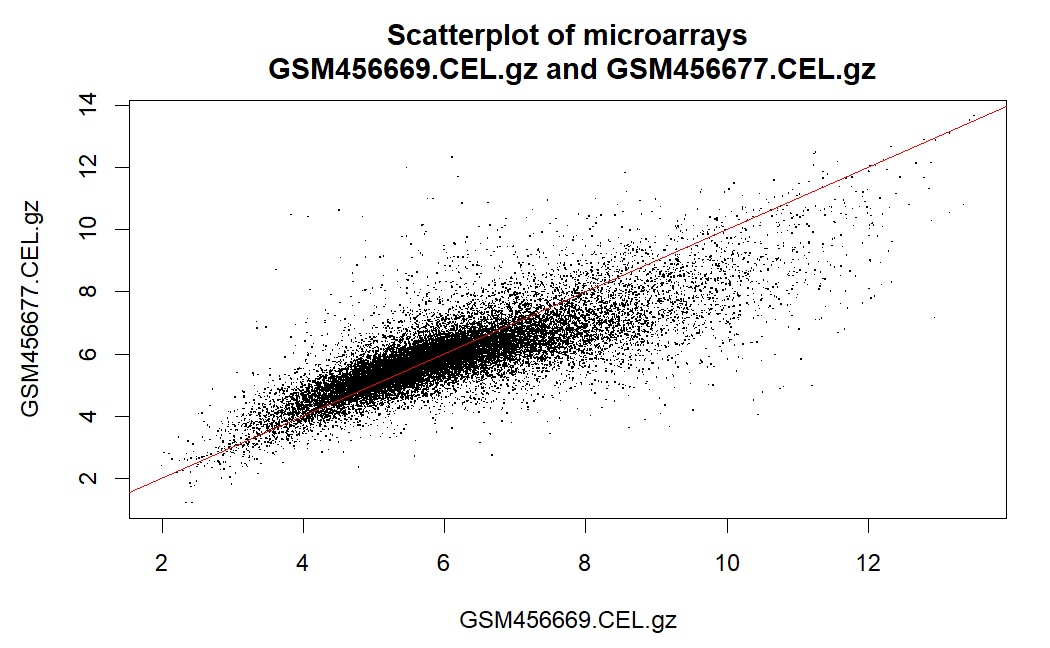 Scatterplot of microarrays
GSM456669.CEL.gz and GSM456677.CEL.gz
14
12
10
8
6
4
2
GSM456677.CEL.gz
2 4 6 8 10 12
GSM456669.CEL.gz